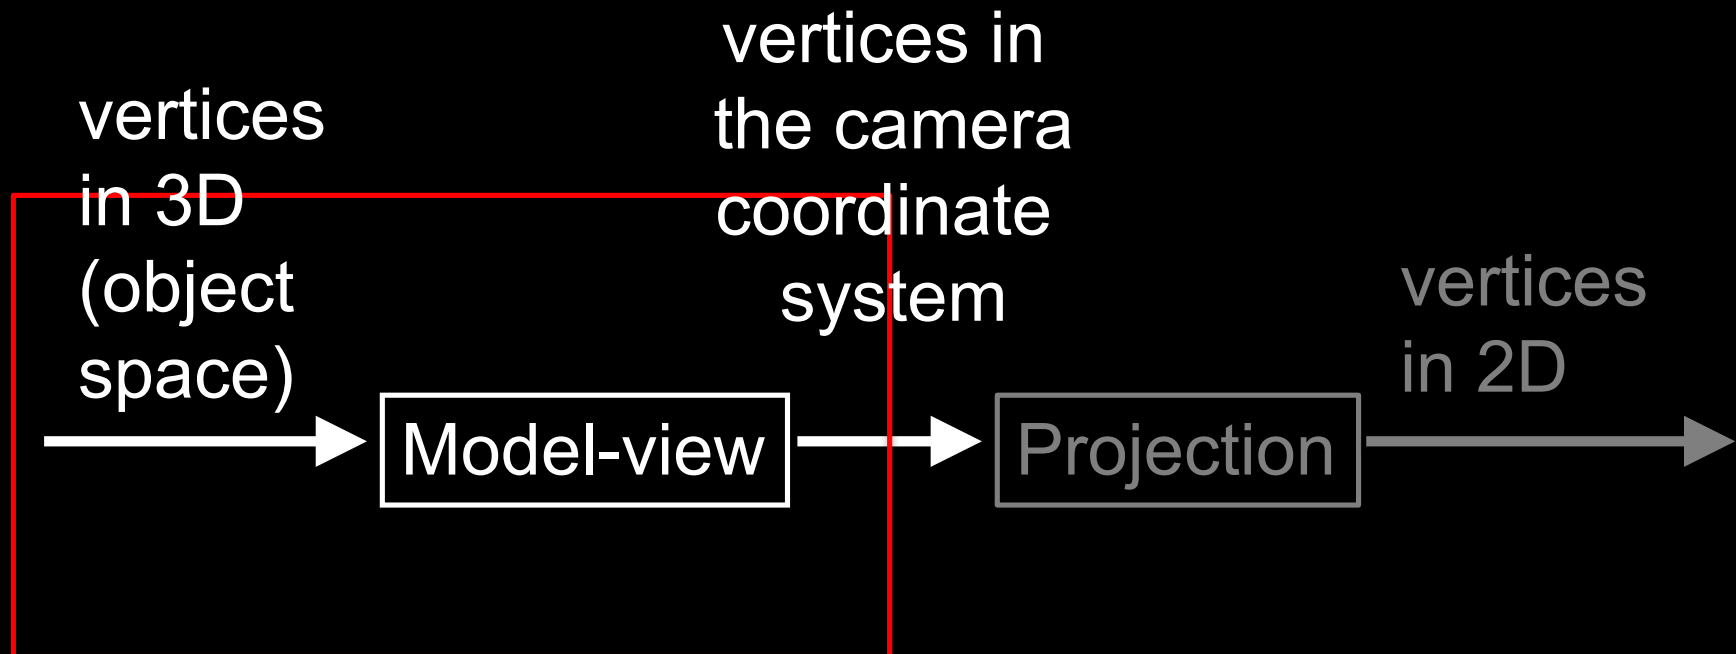 vertices
in 3D
(object
space)
Model-view
vertices in
the camera
coordinate
system
Projection
vertices
in 2D